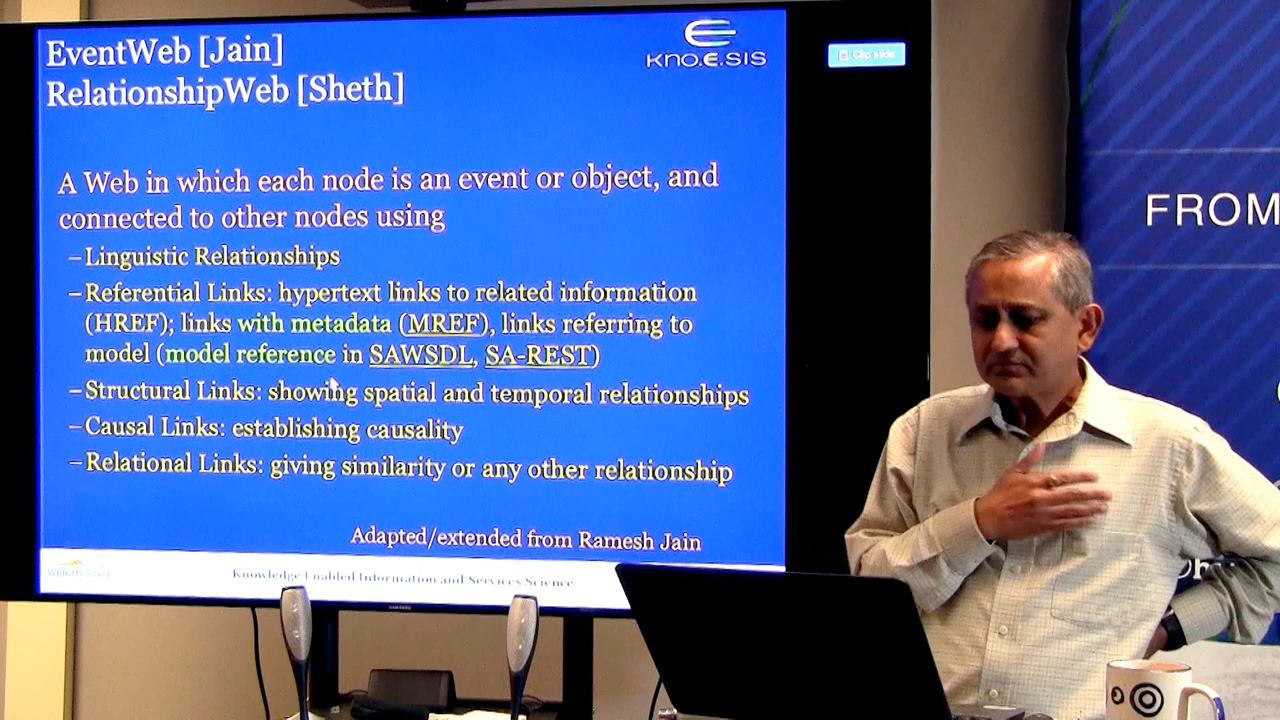 EventWeb [Jain]
RelationshipWeb [Sheth]
KNO.E.SIS
Clip slide
A Web in which each node is an event or object, and
connected to other nodes using
–Linguistic Relationships
–Referential Links: hypertext links to related information
(HREF); links with metadata (MREF), links referring to
model (model reference in SAWSDL, SA-REST)
–Structural Links: showing spatial and temporal relationships
–Causal Links: establishing causality
–Relational Links: giving similarity or any other relationship
Adapted/extended from Ramesh Jain
WRIGHT STATE
Knowledge Enabled Information and Services Science
SAMSUNG
FROM